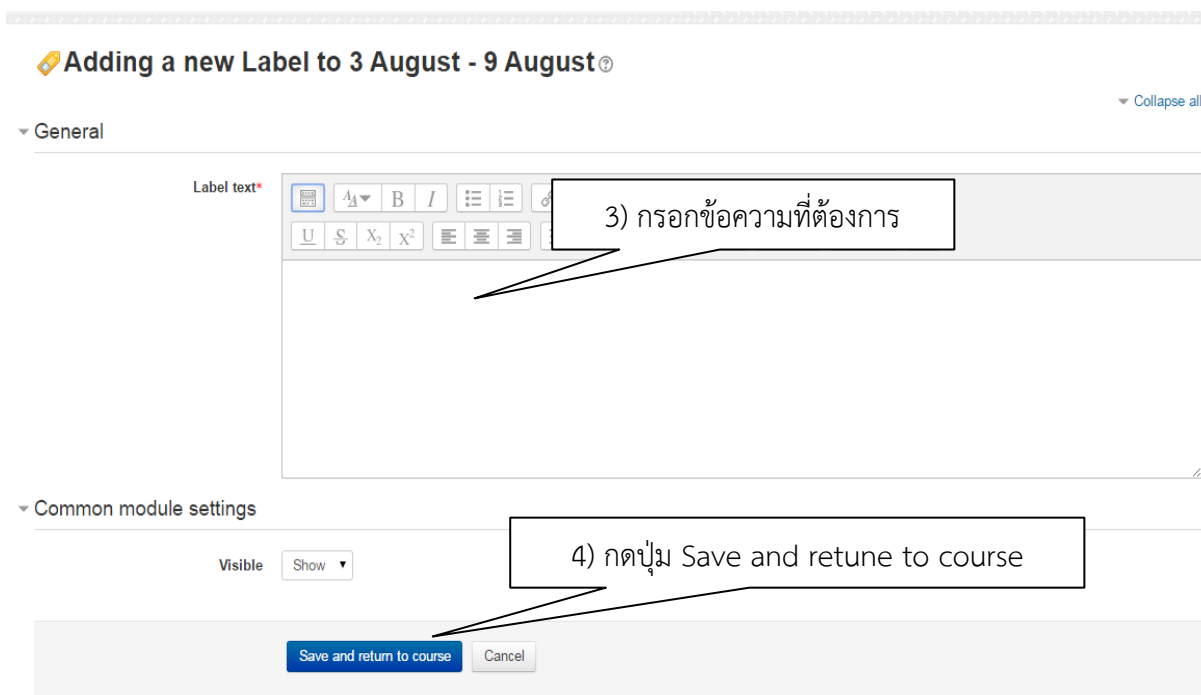 Adding a new Label to 3 August - 9 August
Collapse all
General
Label text*
3) กรอกข้อความที่ต้องการ
B I
U S X₂ X²
Common module settings
4) กดปุ่ม Save and retune to course
Visible Show
Save and return to course Cancel